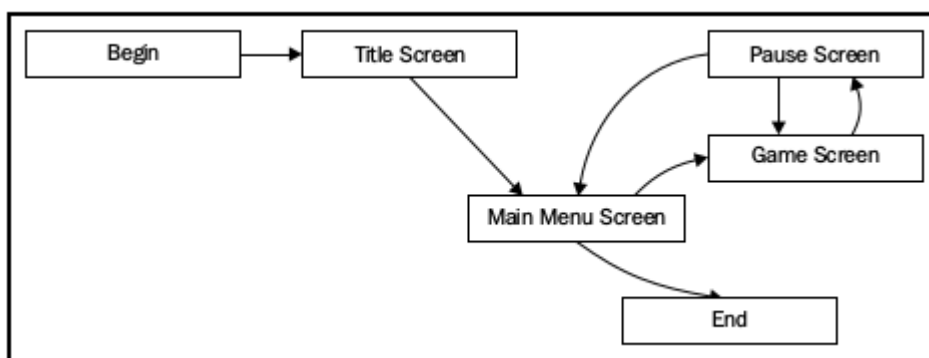 Begin
Title Screen
Pause Screen
Game Screen
Main Menu Screen
End